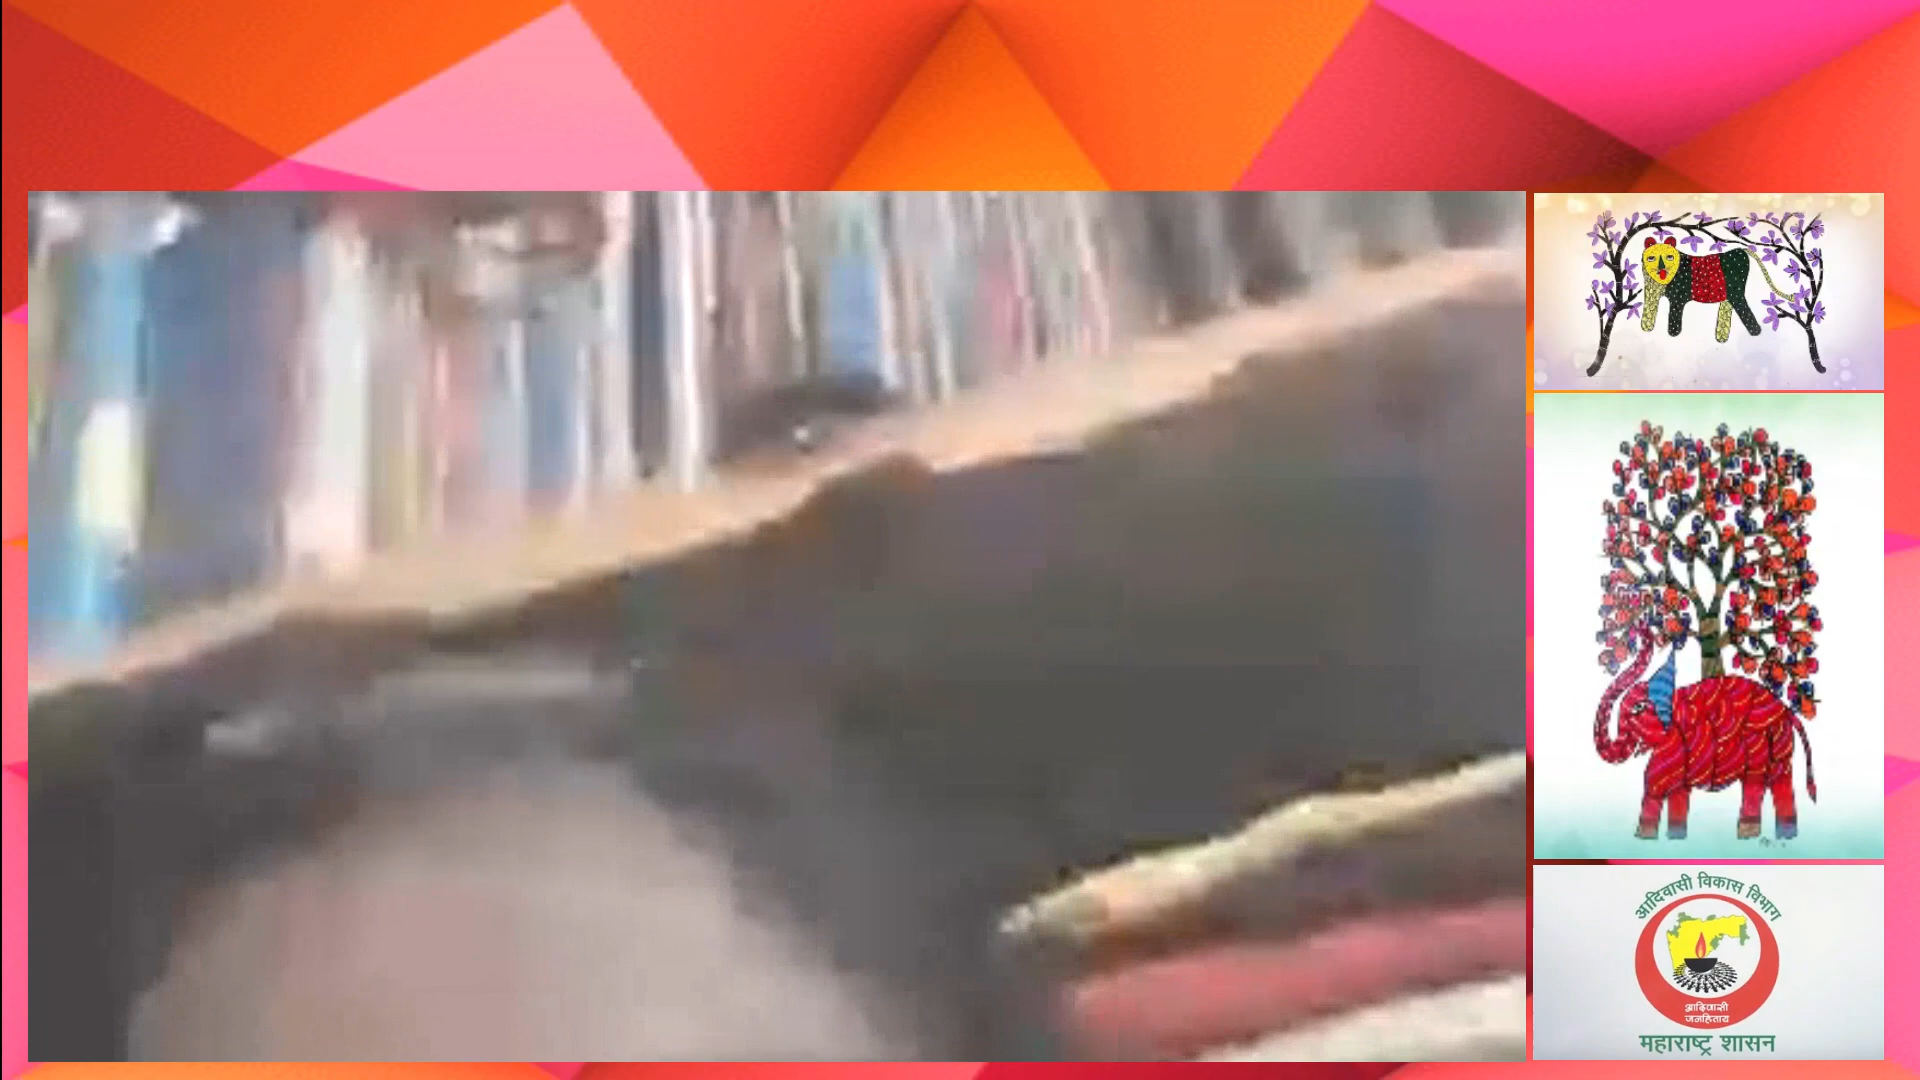 आदिवासी विकास विभाग
आदिवासी
जनहिताय
महाराष्ट्र शासन